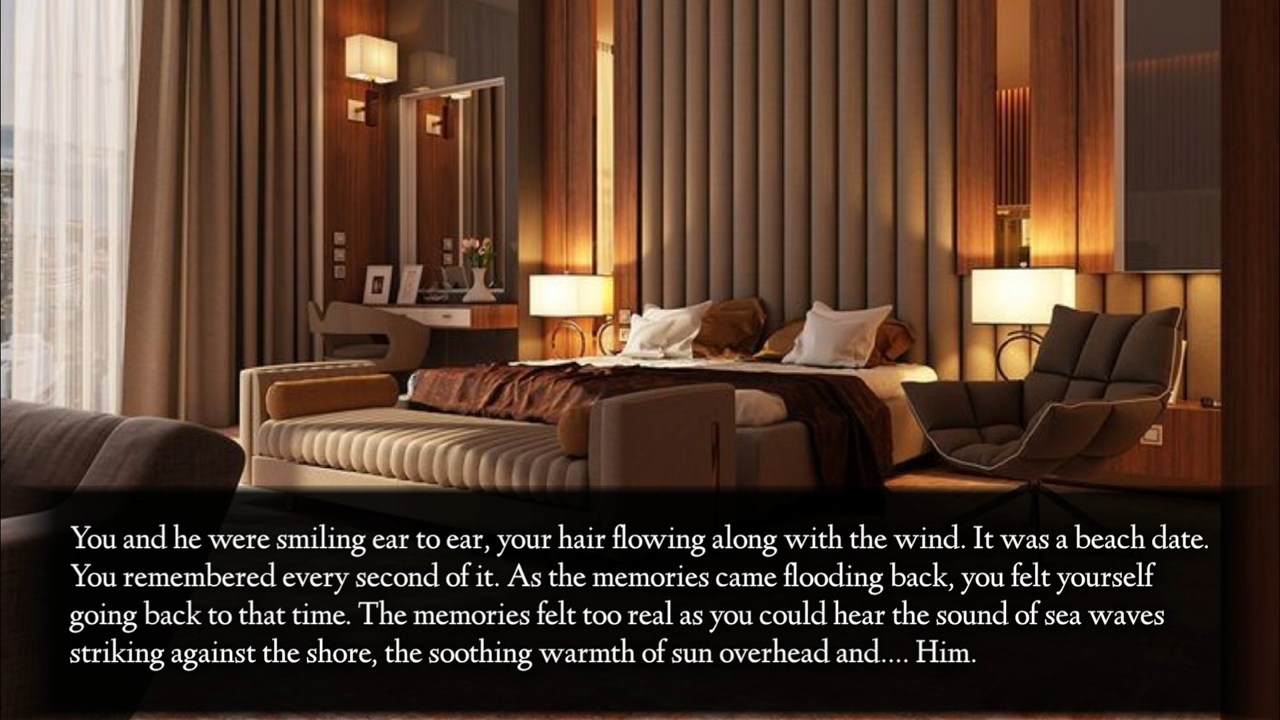 You and he were smiling ear to ear, your hair flowing along with the wind. It was a beach date.
You remembered every second of it. As the memories came flooding back, you felt yourself
going back to that time. The memories felt too real as you could hear the sound of sea waves
striking against the shore, the soothing warmth of sun overhead and.... Him.